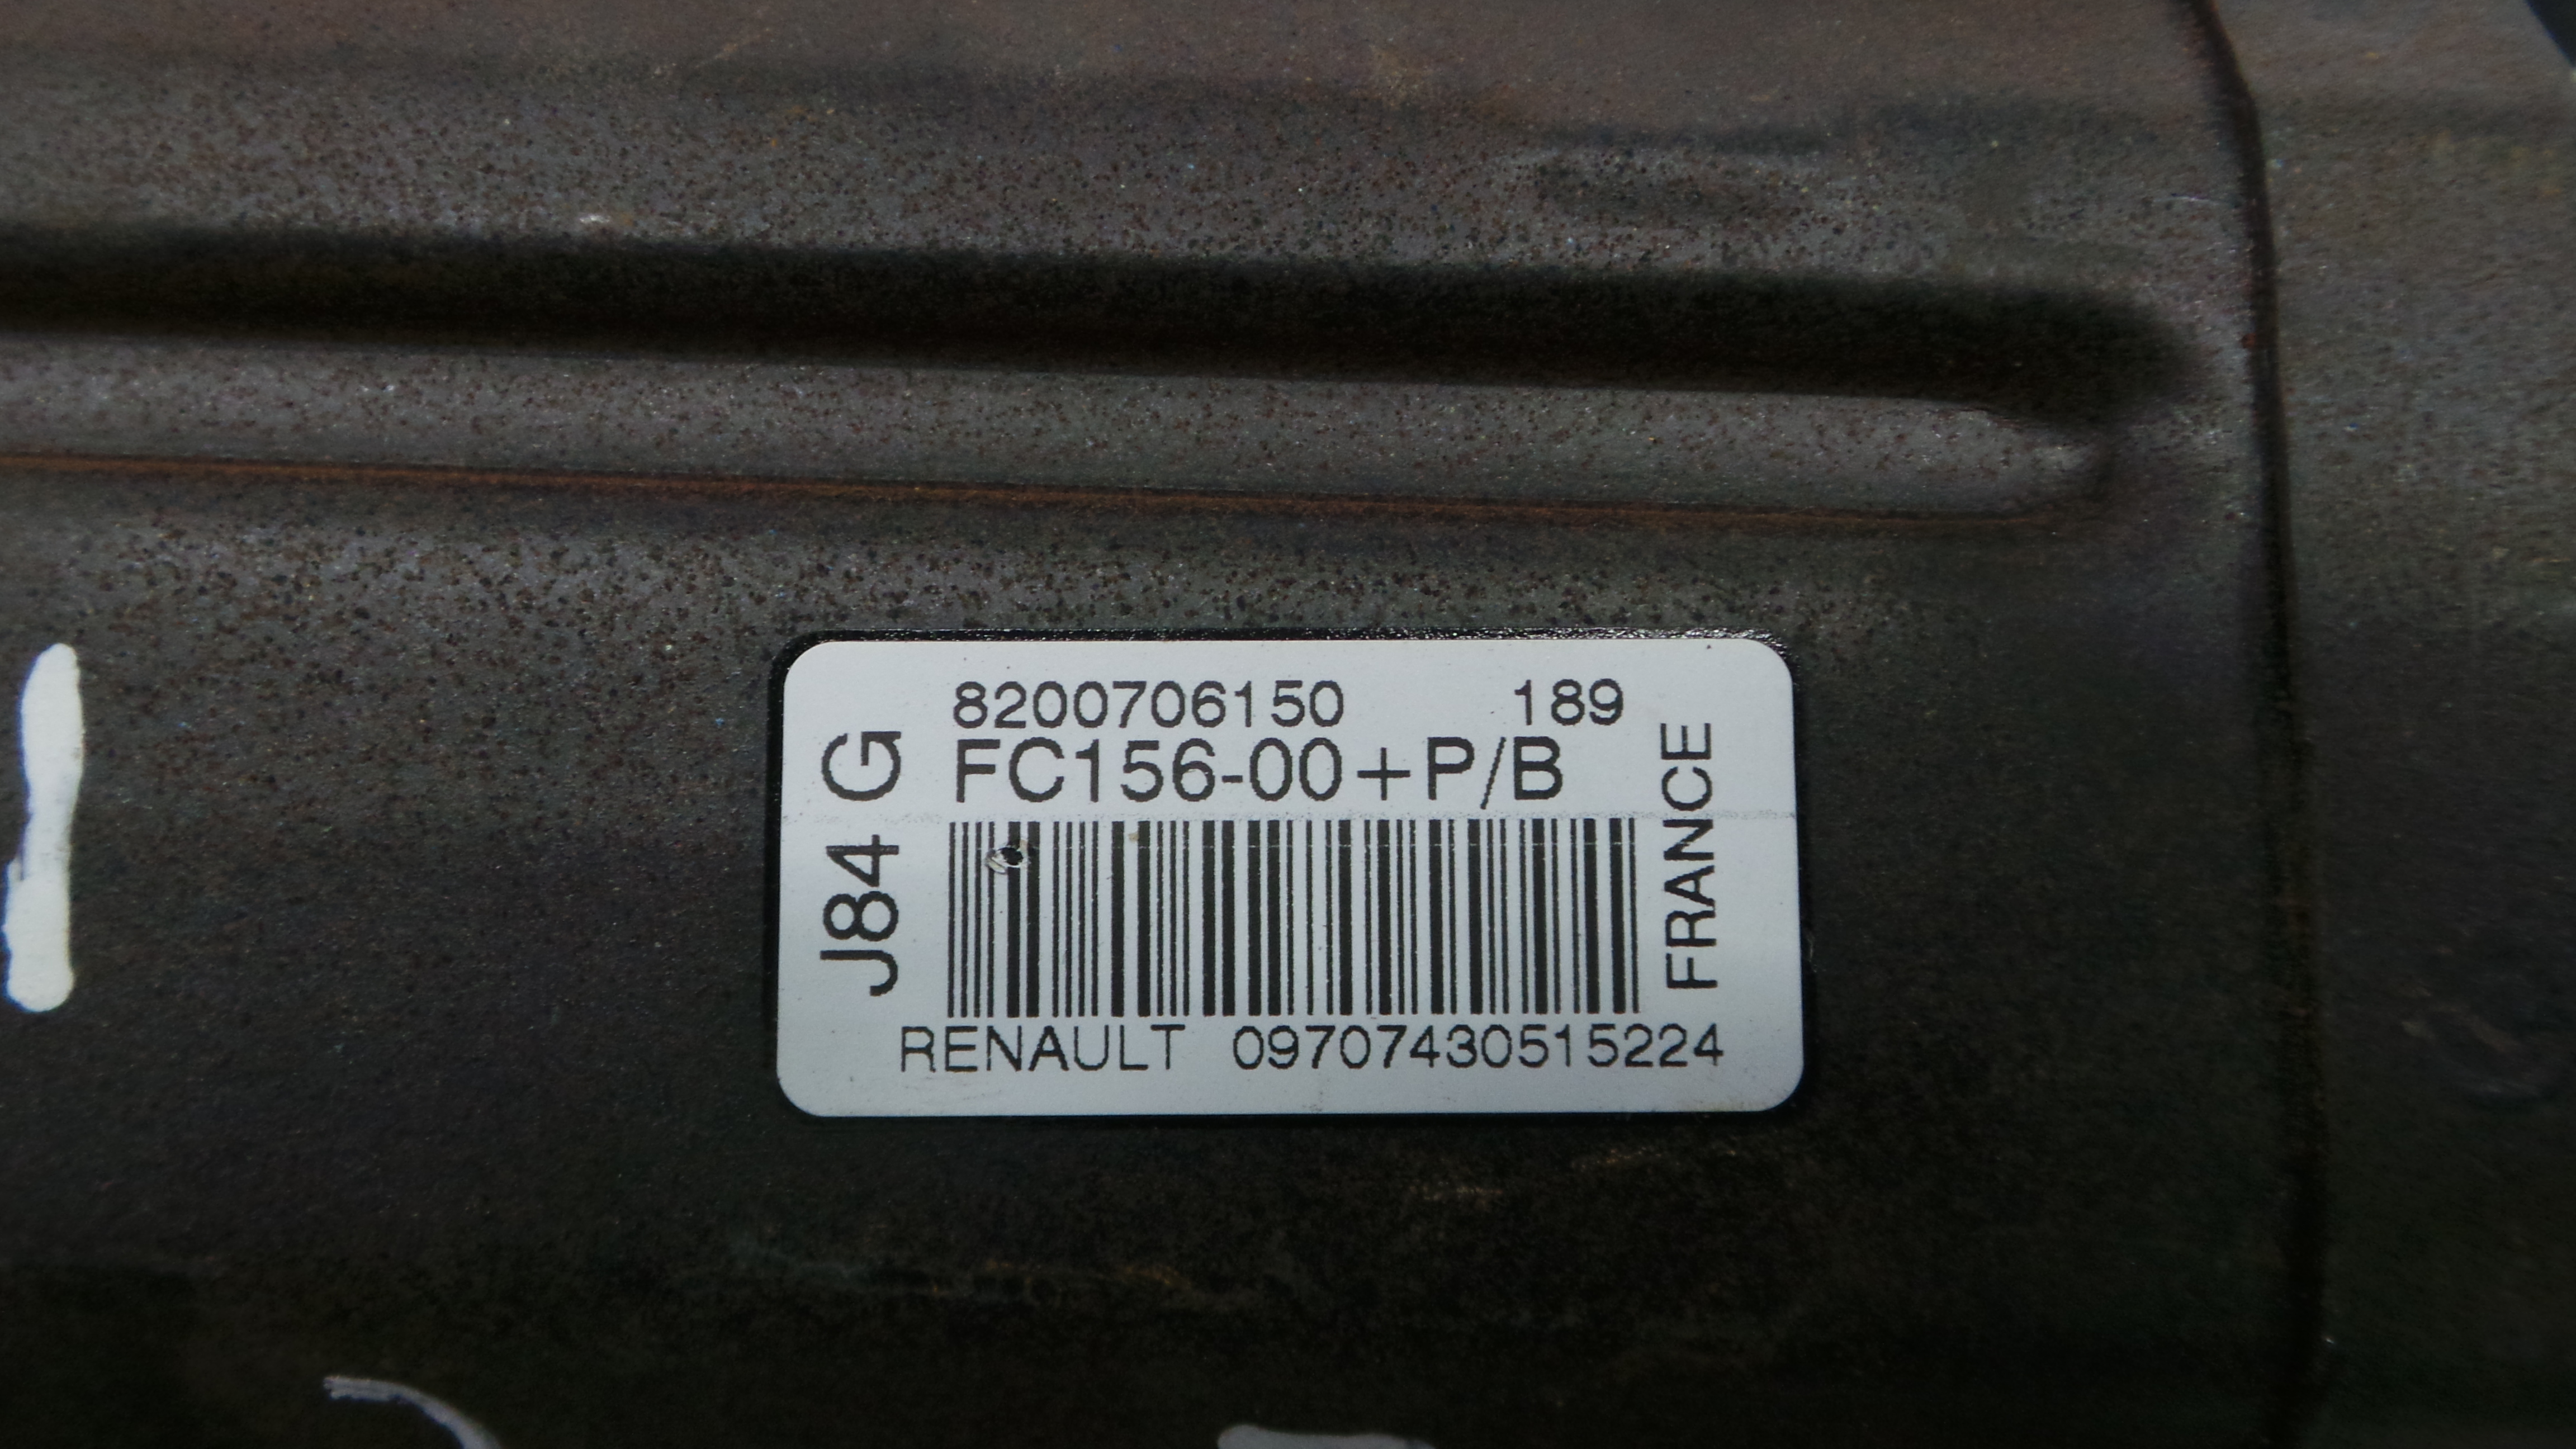 8200706150 189
FC156-00+P/B
J84 G
FRANCE
RENAULT 09707430515224